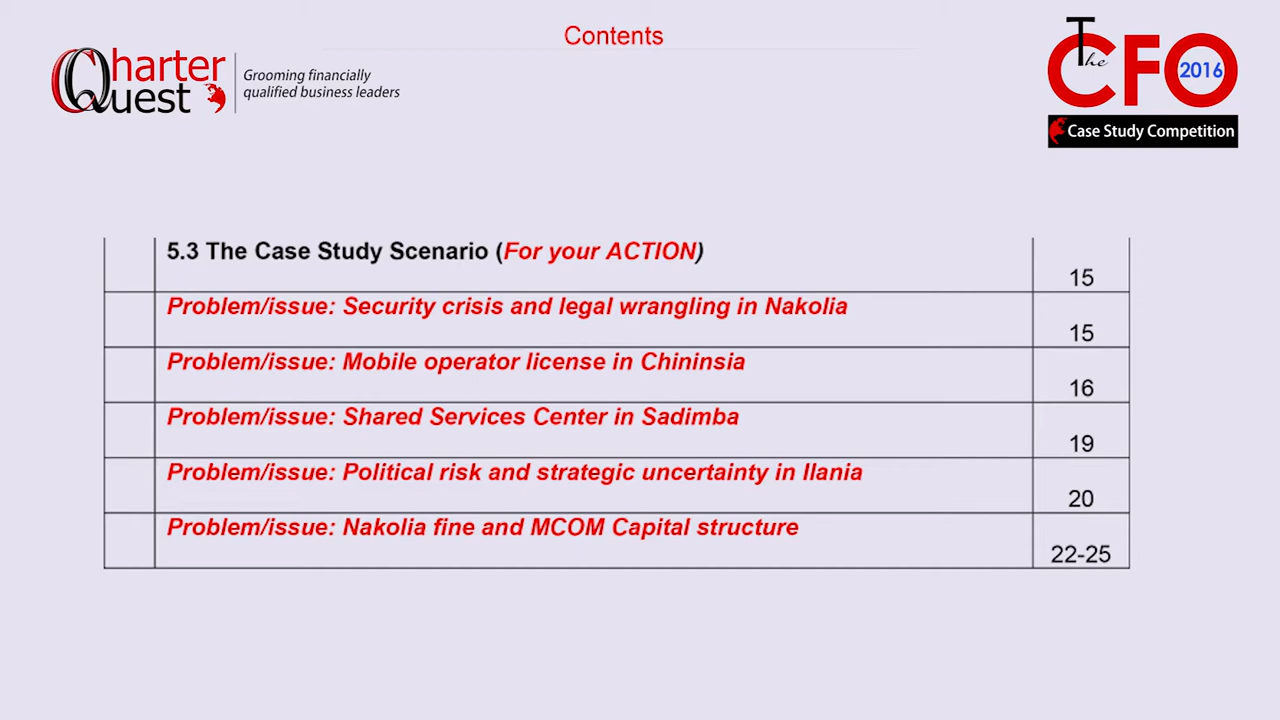 Contents
Charter Quest
Grooming financially
qualified business leaders
The CFO 2016
Case Study Competition
5.3 The Case Study Scenario (For your ACTION)
15
Problem/issue: Security crisis and legal wrangling in Nakolia
15
Problem/issue: Mobile operator license in Chininsia
16
Problem/issue: Shared Services Center in Sadimba
19
Problem/issue: Political risk and strategic uncertainty in Ilania
20
Problem/issue: Nakolia fine and MCOM Capital structure
22-25